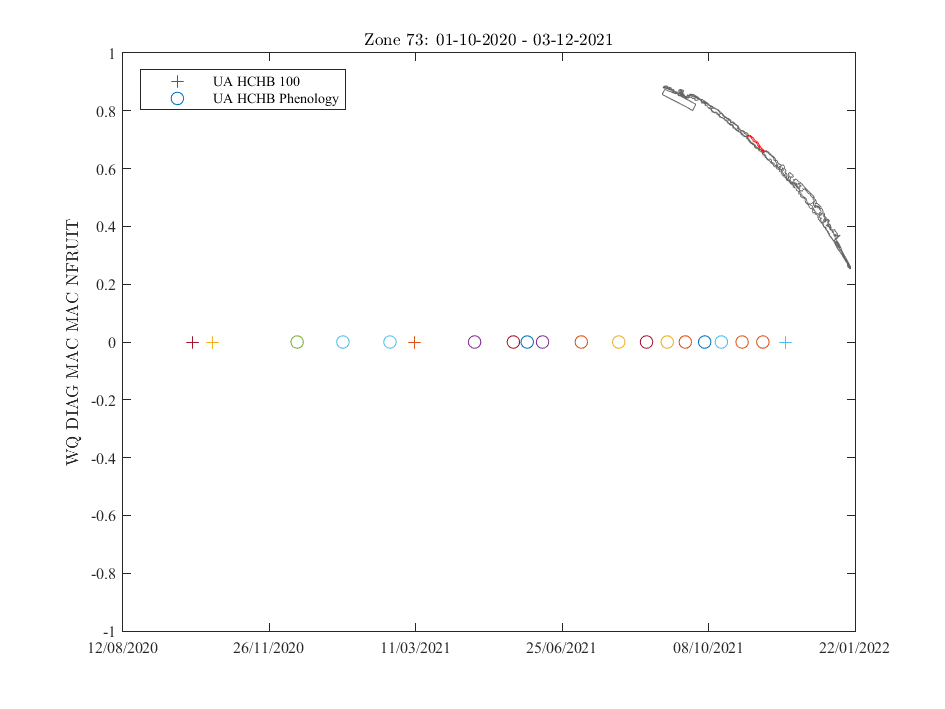 Zone 73: 01-10-2020 - 03-12-2021
UA HCHB 100
UA HCHB Phenology
WQ DIAG MAC MAC NFRUIT
1
0.8
0.6
0.4
0.2
0
-0.2
-0.4
-0.6
-0.8
-1
12/08/2020 26/11/2020 11/03/2021 25/06/2021 08/10/2021 22/01/2022